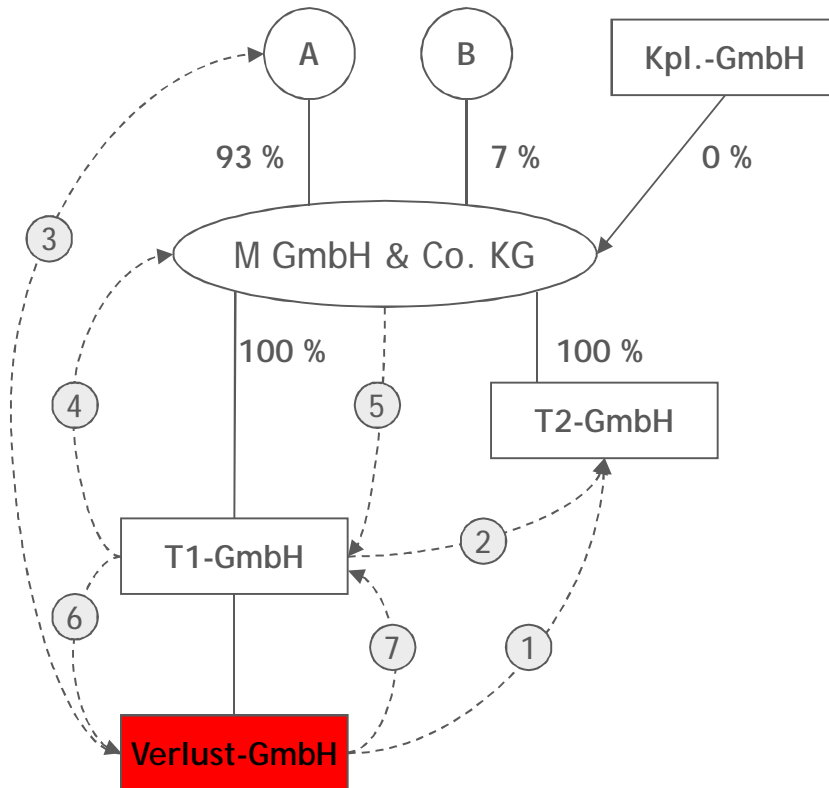 A
B
Kpl.-GmbH
93 %
7 %
0 %
3
M GmbH & Co. KG
100 %
100 %
4
5
T2-GmbH
2
T1-GmbH
6
7
1
Verlust-GmbH